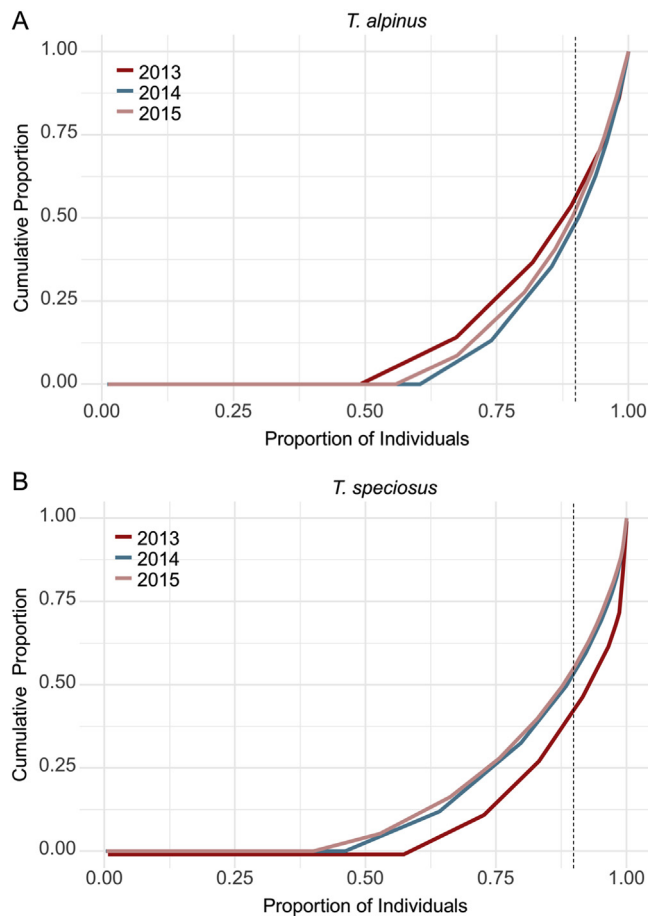 A
T. alpinus
1.00
0.75
0.50
0.25
0.00
Cumulative Proportion
2013
2014
2015
0.00 0.25 0.50 0.75 1.00
Proportion of Individuals
B
T. speciosus
1.00
0.75
0.50
0.25
0.00
Cumulative Proportion
2013
2014
2015
0.00 0.25 0.50 0.75 1.00
Proportion of Individuals